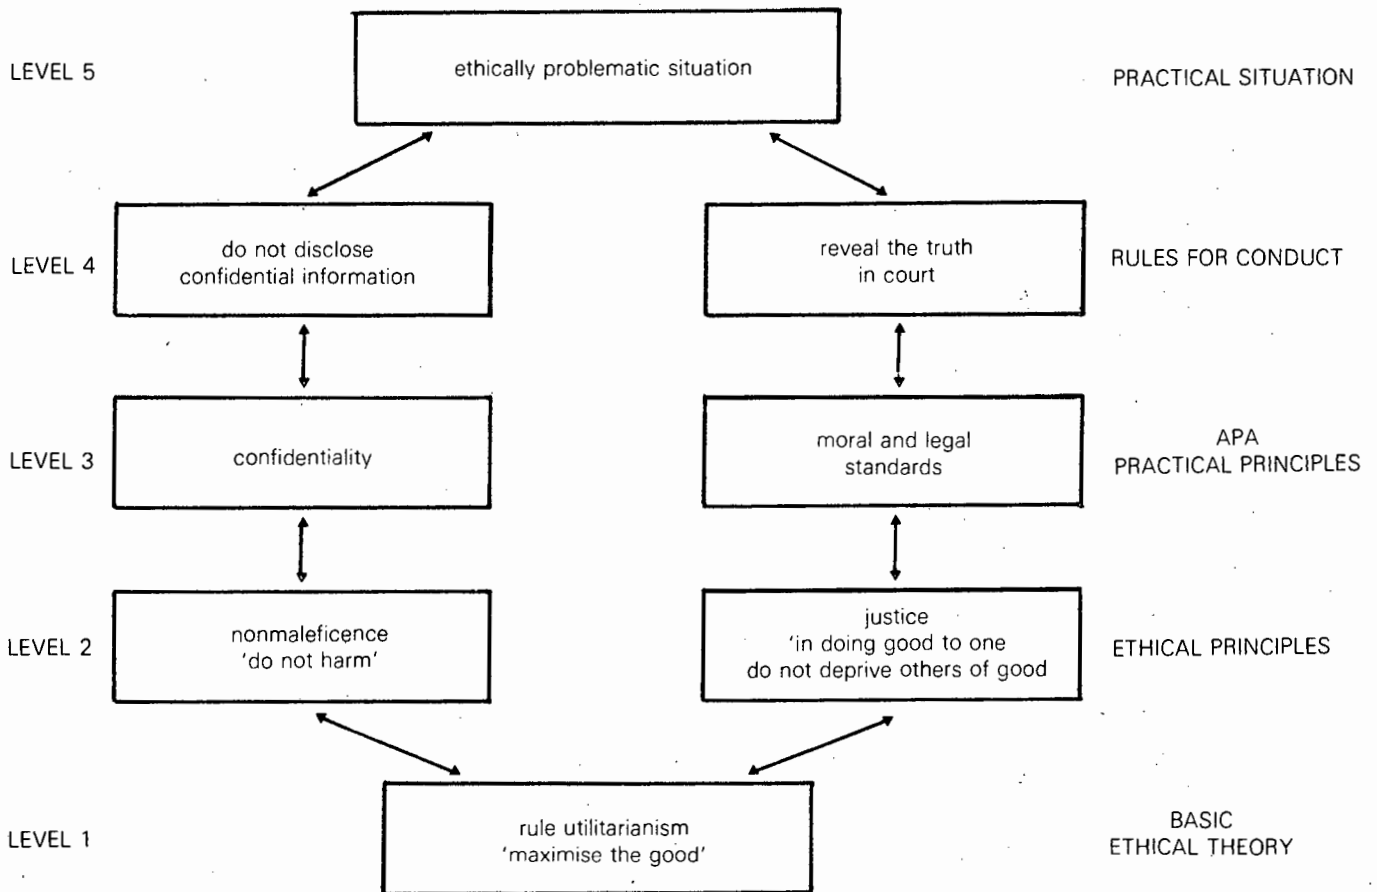 LEVEL 5
ethically problematic situation
PRACTICAL SITUATION
LEVEL 4
do not disclose
confidential information
reveal the truth
in court
RULES FOR CONDUCT
LEVEL 3
confidentiality
moral and legal
standards
APA
PRACTICAL PRINCIPLES
LEVEL 2
nonmaleficence
'do not harm'
justice
'in doing good to one
do not deprive others of good
ETHICAL PRINCIPLES
LEVEL 1
rule utilitarianism
'maximise the good'
BASIC
ETHICAL THEORY